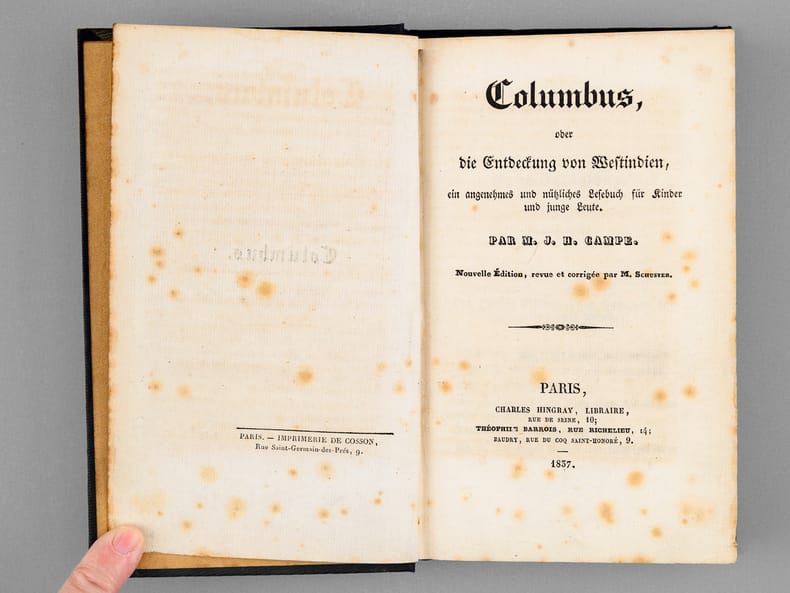 PARIS. — IMPRIMERIE DE COSSON,
Rue Saint-Germain-des-Prés, 9.
Columbus,
oder
die Entdeckung von Westindien,
ein angenehmes und nützliches Lesebuch für Kinder
und junge Leute.
PAR M. J. H. CAMPE.
Nouvelle Édition, revue et corrigée par M. SCHUSTER.
PARIS,
CHARLES HINGRAY, LIBRAIRE,
RUE DE SEINE, 10;
THÉOPHILE BARROIS, RUE RICHELIEU, 14;
BAUDRY, RUE DU COQ SAINT-HONORÉ, 9.
1837.